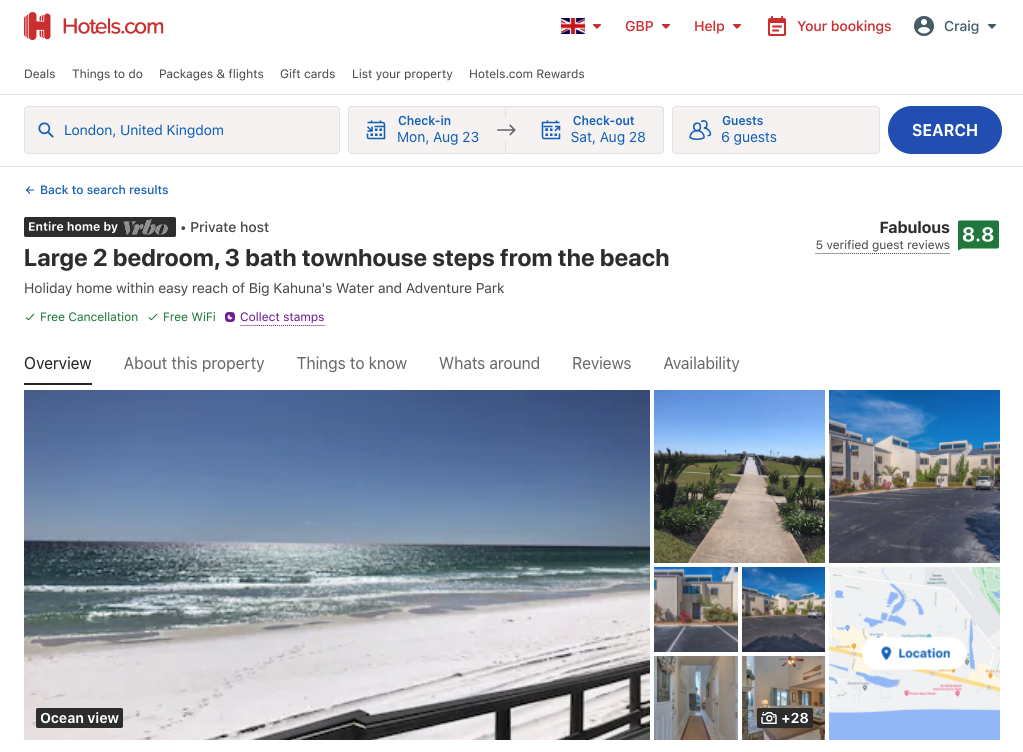 Hotels.com
GBP
Help
Your bookings
Craig
Deals
Things to do
Packages & flights
Gift cards
List your property
Hotels.com Rewards
London, United Kingdom
Check-in
Mon, Aug 23
Check-out
Sat, Aug 28
Guests
6 guests
SEARCH
Back to search results
Entire home by Vrbo • Private host
Fabulous
5 verified guest reviews
8.8
Large 2 bedroom, 3 bath townhouse steps from the beach
Holiday home within easy reach of Big Kahuna's Water and Adventure Park
Free Cancellation
Free WiFi
Collect stamps
Overview
About this property
Things to know
Whats around
Reviews
Availability
Location
Ocean view
+28